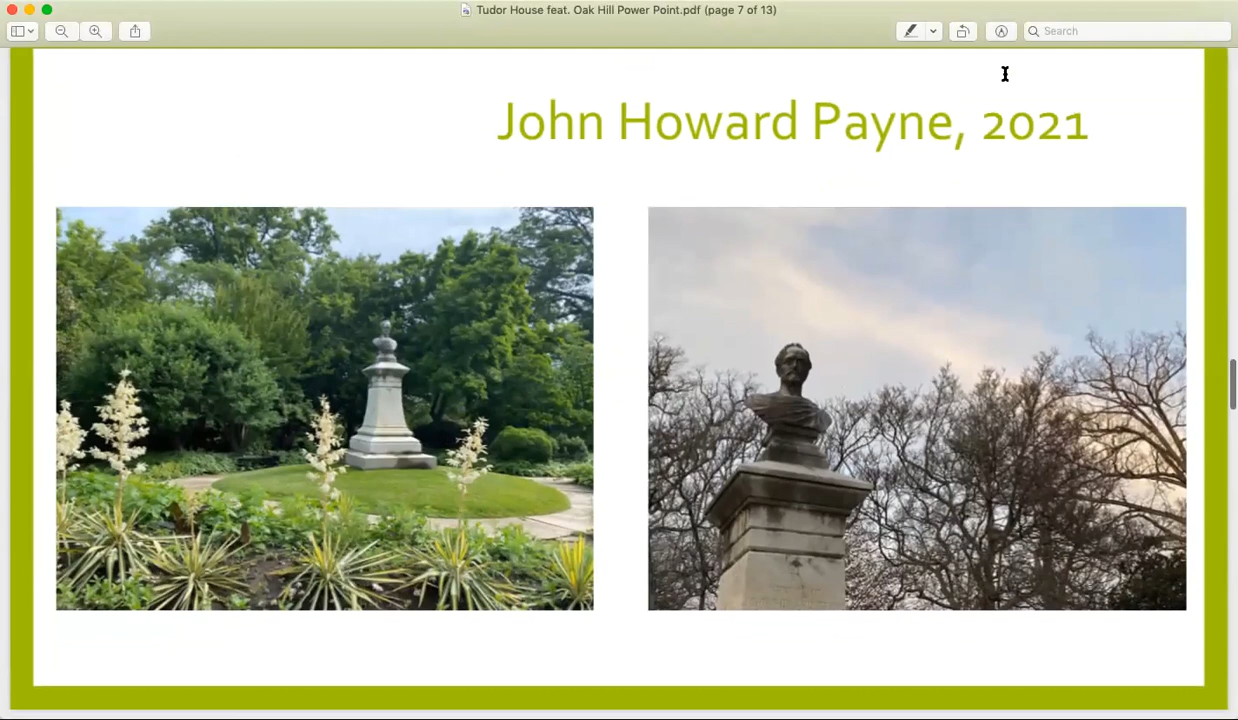 Tudor House feat. Oak Hill Power Point.pdf (page 7 of 13)
Search
John Howard Payne, 2021